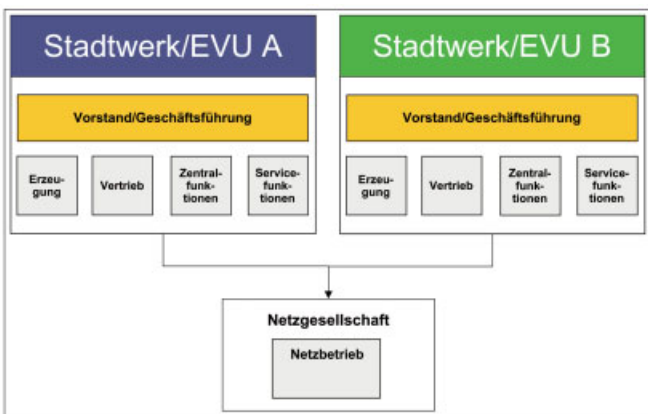 Stadtwerk/EVU A
Stadtwerk/EVU B
Vorstand/Geschäftsführung
Vorstand/Geschäftsführung
Erzeu-
gung
Vertrieb
Zentral-
funk-
tionen
Service-
funk-
tionen
Erzeu-
gung
Vertrieb
Zentral-
funk-
tionen
Service-
funk-
tionen
Netzgesellschaft
Netzbetrieb